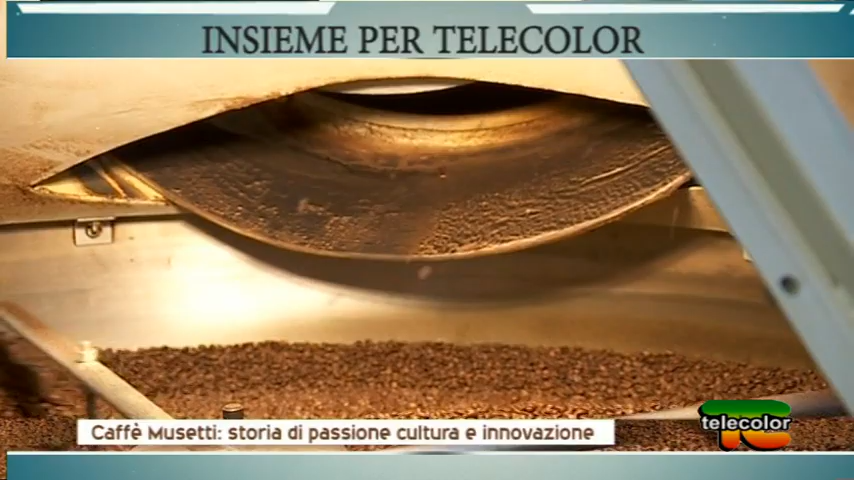 INSIEME PER TELECOLOR
Caffè Musetti: storia di passione cultura e innovazione
telecolor